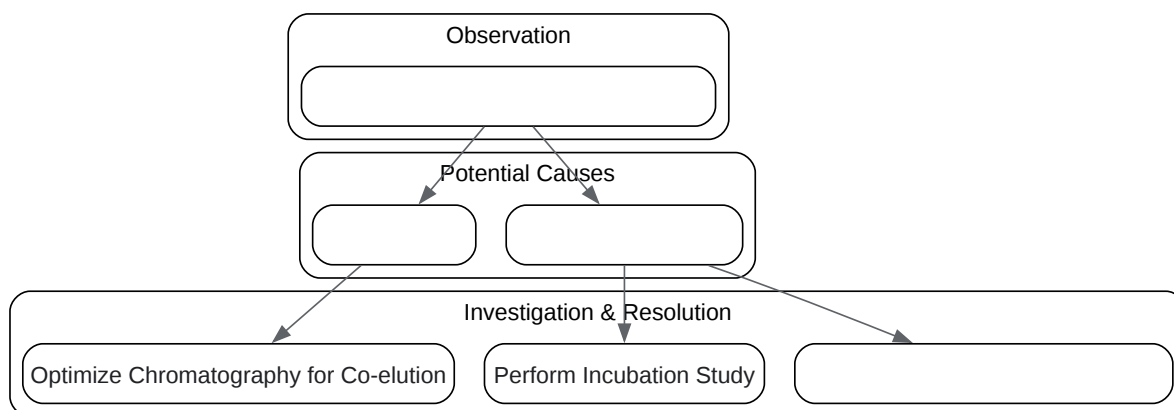 Observation
Potential Causes
Investigation & Resolution
Optimize Chromatography for Co-elution
Perform Incubation Study